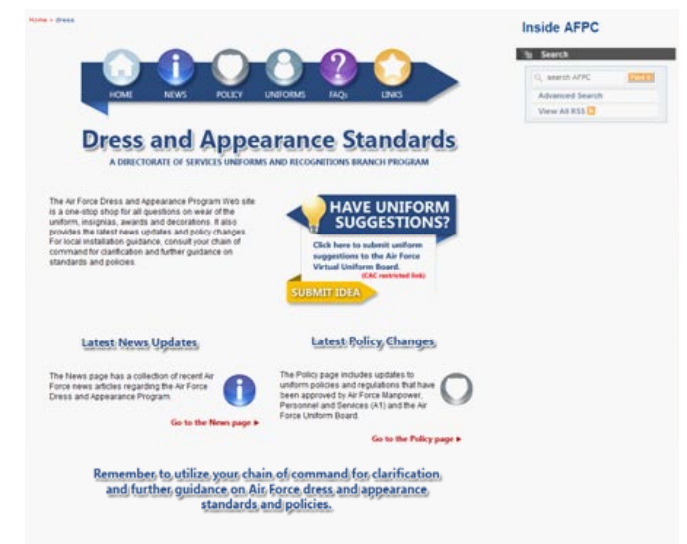 Home > dress
Inside AFPC
Search
search AFPC
Find it
Advanced Search
View All RSS
HOME
NEWS
POLICY
UNIFORMS
FAQs
LINKS
Dress and Appearance Standards
A DIRECTORATE OF SERVICES UNIFORMS AND RECOGNITIONS BRANCH PROGRAM
The Air Force Dress and Appearance Program Web site
is a one-stop shop for all questions on wear of the
uniform, insignias, awards and decorations. It also
provides the latest news updates and policy changes.
For local installation guidance, consult your chain of
command for clarification and further guidance on
standards and policies.
HAVE UNIFORM
SUGGESTIONS?
Click here to submit uniform
suggestions to the Air Force
Virtual Uniform Board.
(CAC restricted link)
SUBMIT IDEA
Latest News Updates
The News page has a collection of recent Air
Force news articles regarding the Air Force
Dress and Appearance Program.
Go to the News page
Latest Policy Changes
The Policy page includes updates to
uniform policies and regulations that have
been approved by Air Force Manpower,
Personnel and Services (A1) and the Air
Force Uniform Board.
Go to the Policy page
Remember to utilize your chain of command for clarification
and further guidance on Air Force dress and appearance
standards and policies.